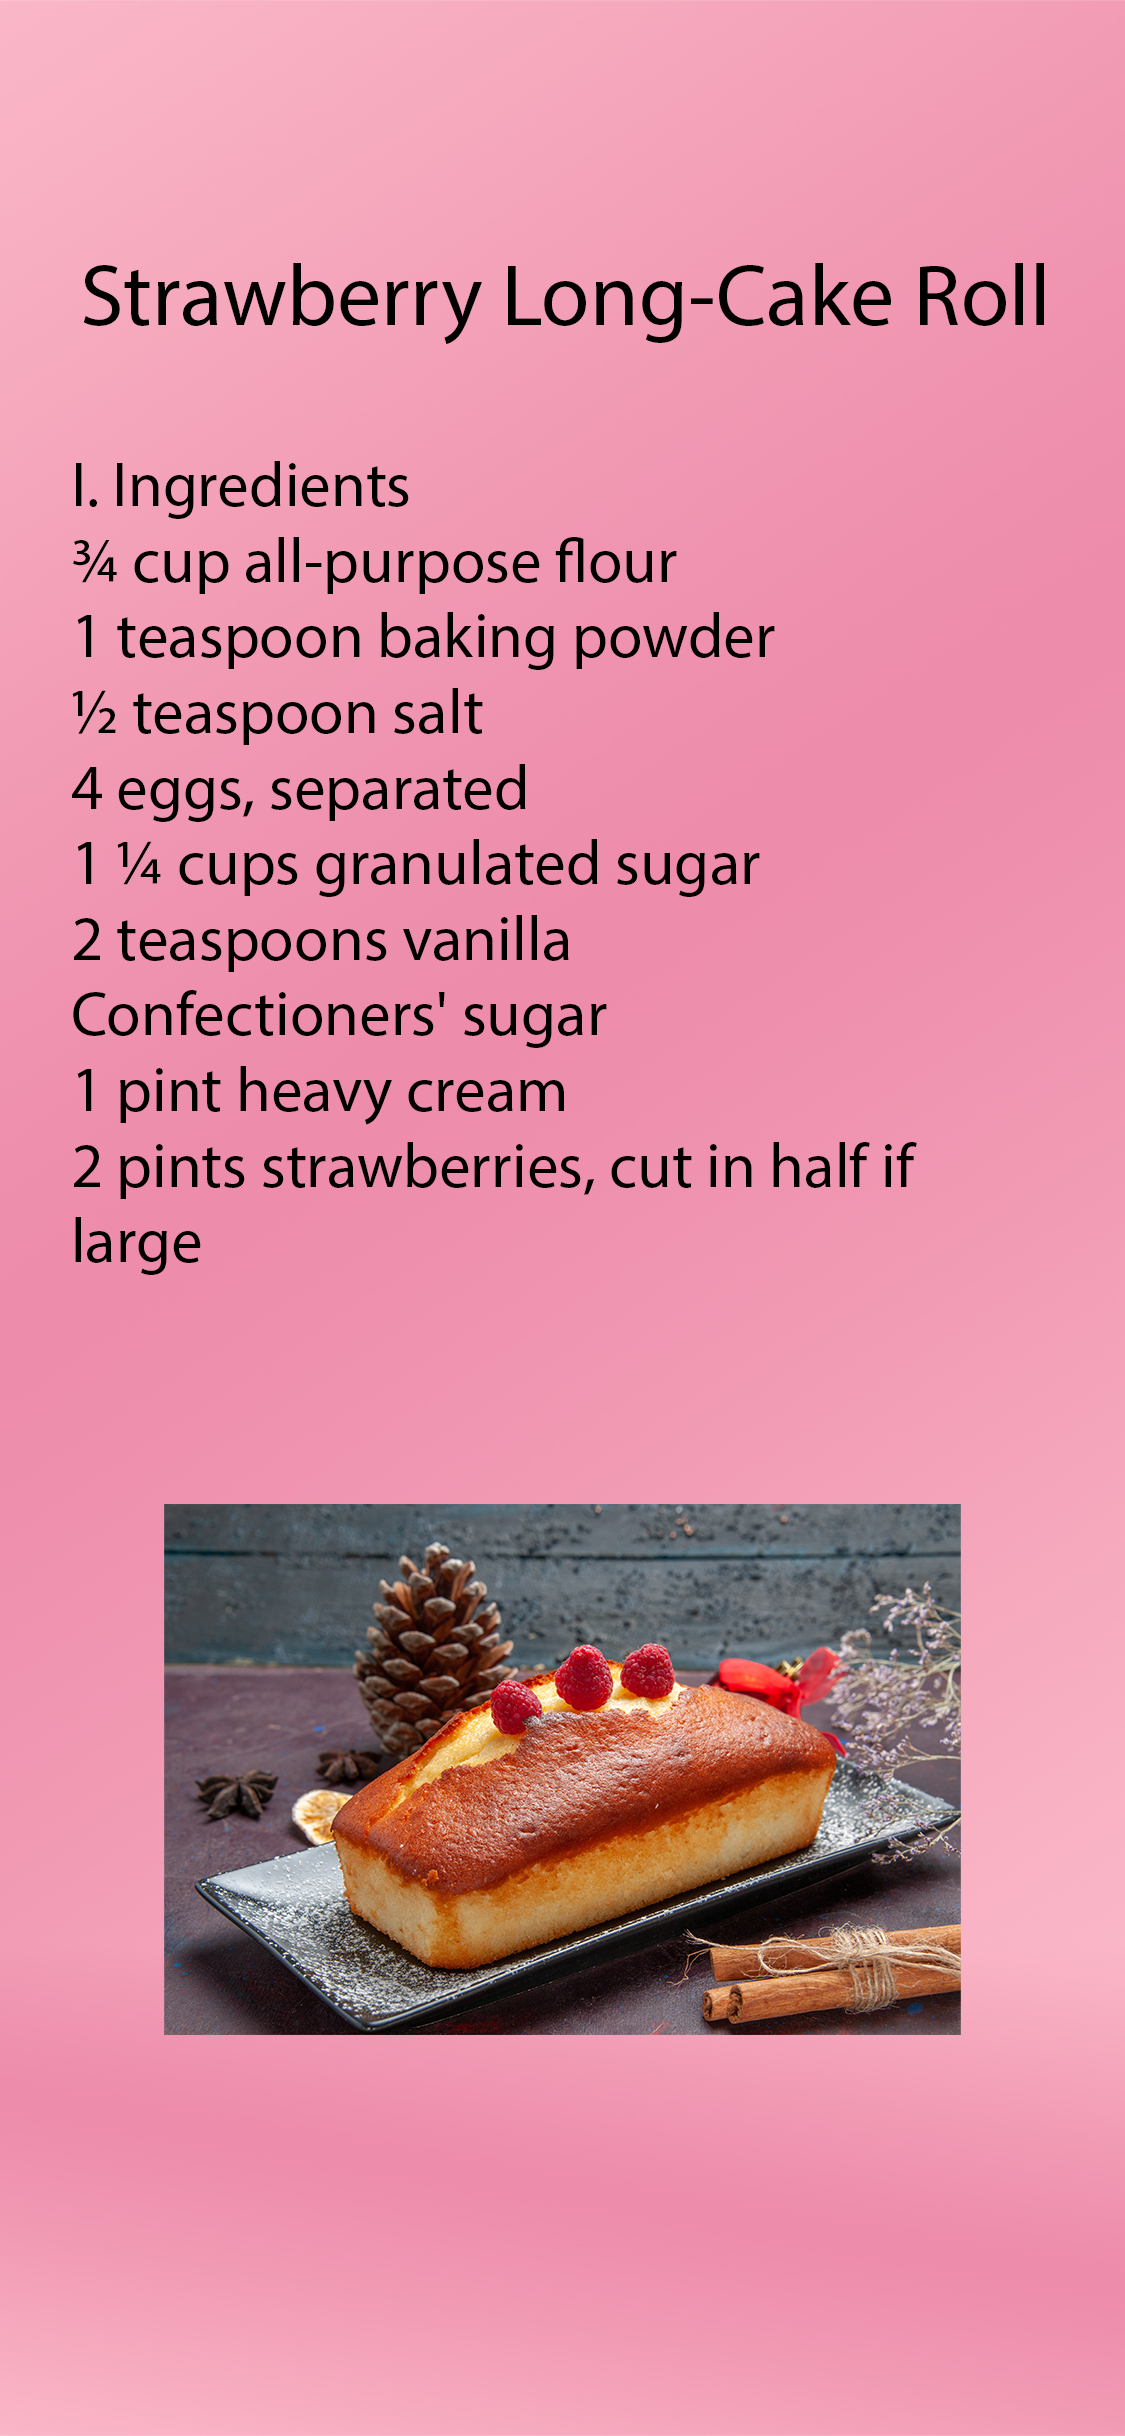 Strawberry Long-Cake Roll
I. Ingredients
¾ cup all-purpose flour
1 teaspoon baking powder
½ teaspoon salt
4 eggs, separated
1 ¼ cups granulated sugar
2 teaspoons vanilla
Confectioners' sugar
1 pint heavy cream
2 pints strawberries, cut in half if
large